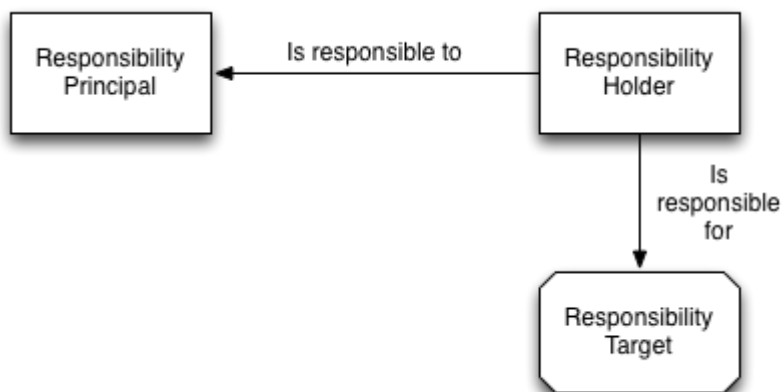 Responsibility
Principal
Is responsible to
Responsibility
Holder
Is
responsible
for
Responsibility
Target